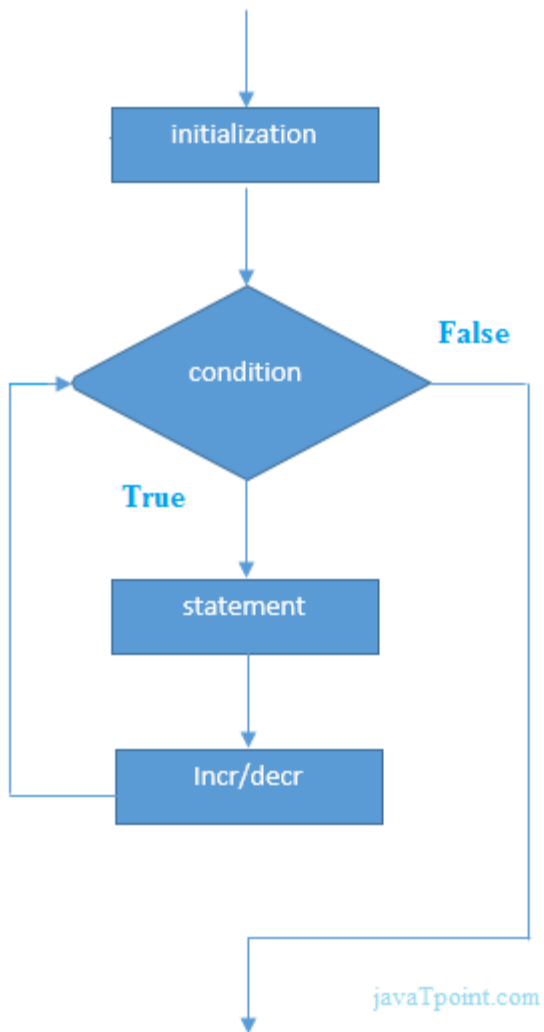 initialization
condition
False
True
statement
Incr/decr
javaTpoint.com